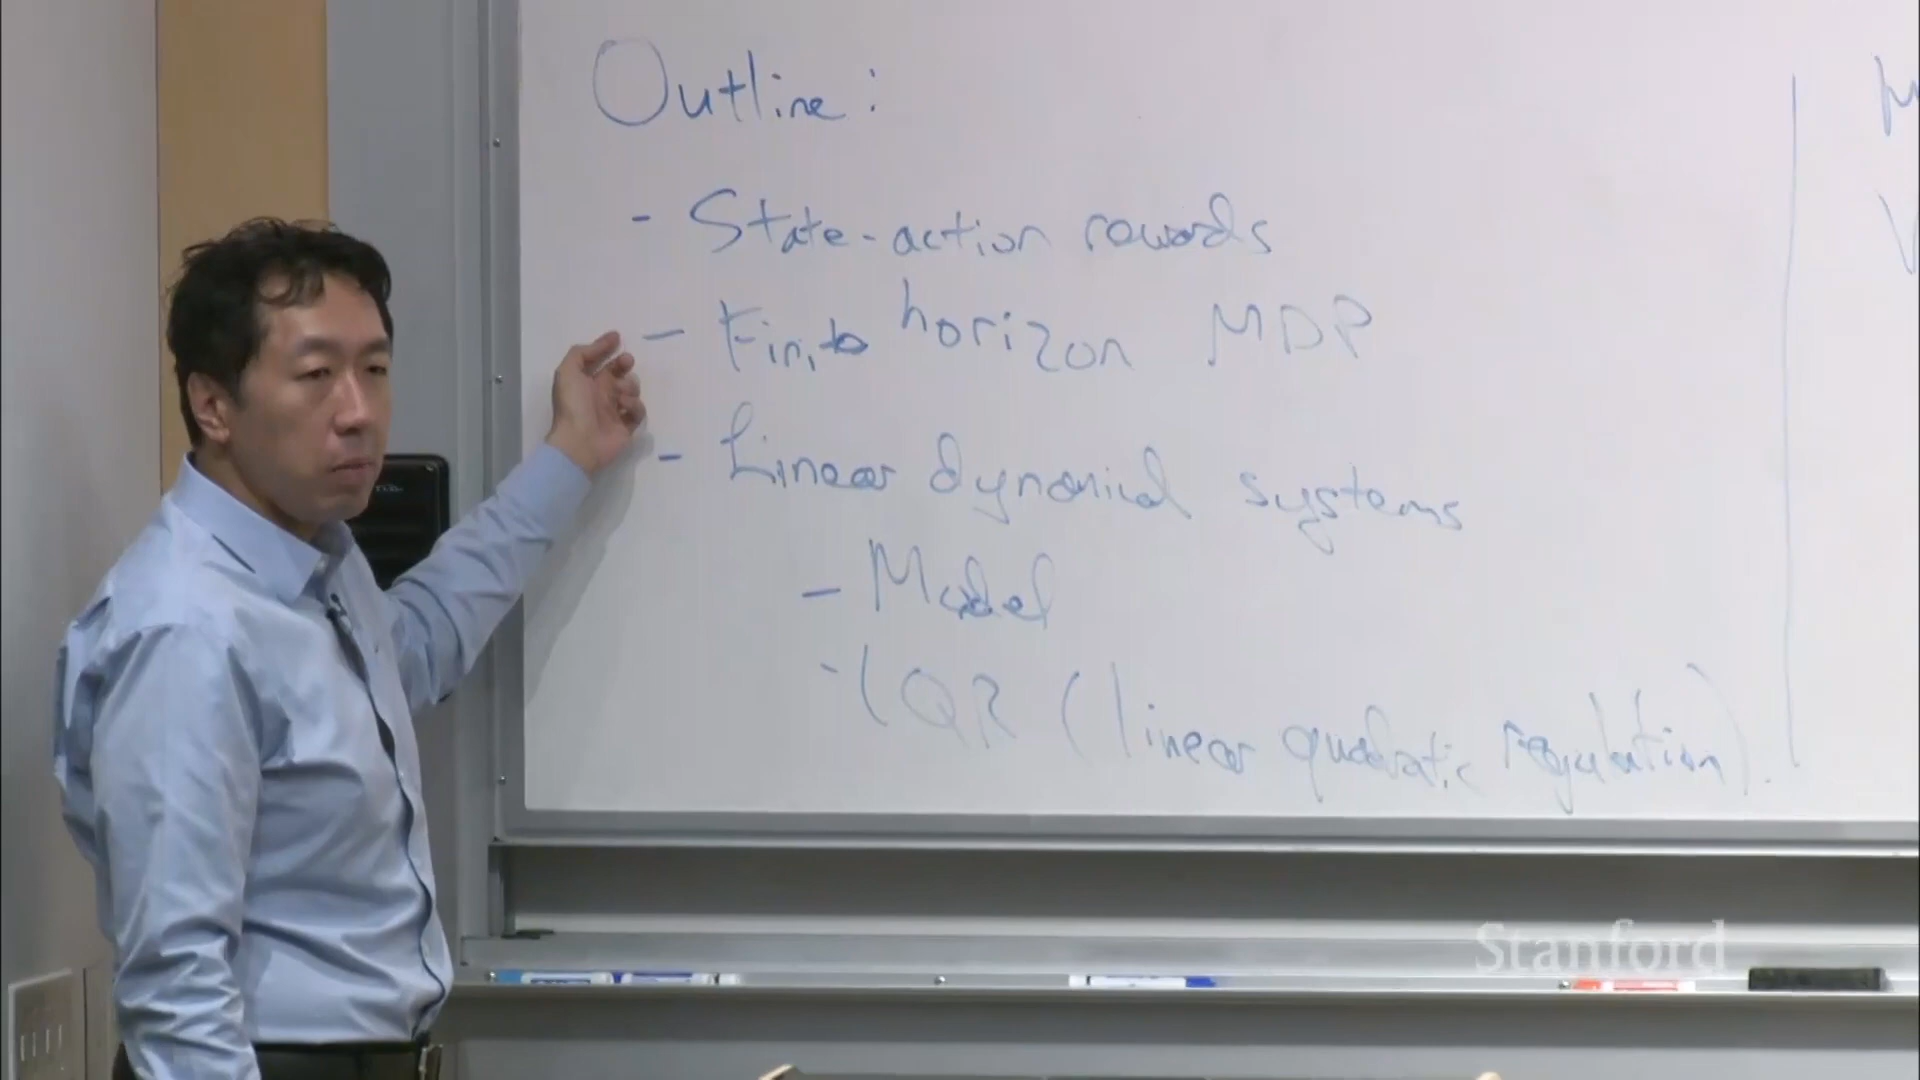 Outline:
- State-action rewards
- Finite horizon MDP
- Linear dynamical systems
- Model
- LQR (linear quadratic regulation).
Stanford